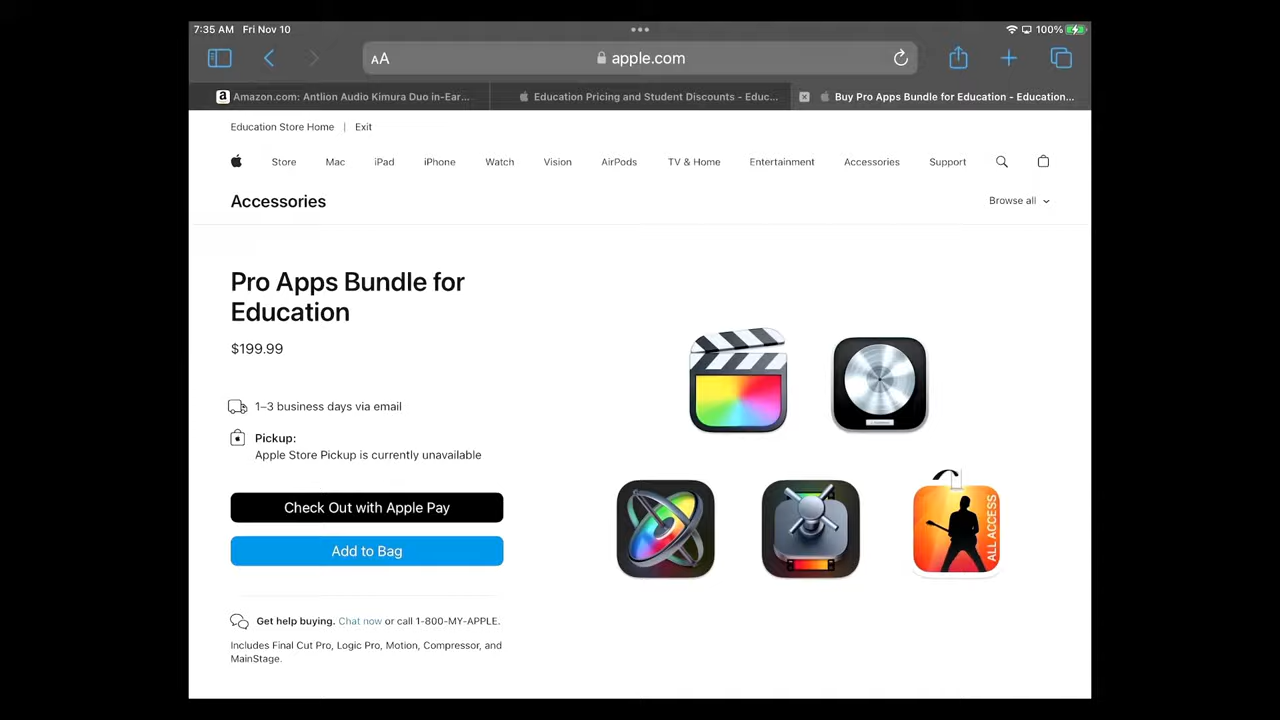 7:35 AM Fri Nov 10
100%
AA apple.com
Amazon.com: Antlion Audio Kimura Duo in-Ear...
Education Pricing and Student Discounts - Educ...
Buy Pro Apps Bundle for Education - Education...
Education Store Home | Exit
Store Mac iPad iPhone Watch Vision AirPods TV & Home Entertainment Accessories Support
Accessories
Browse all
Pro Apps Bundle for
Education
$199.99
1–3 business days via email
Pickup:
Apple Store Pickup is currently unavailable
Check Out with Apple Pay
Add to Bag
Get help buying. Chat now or call 1-800-MY-APPLE.
Includes Final Cut Pro, Logic Pro, Motion, Compressor, and
MainStage.
ALL ACCESS